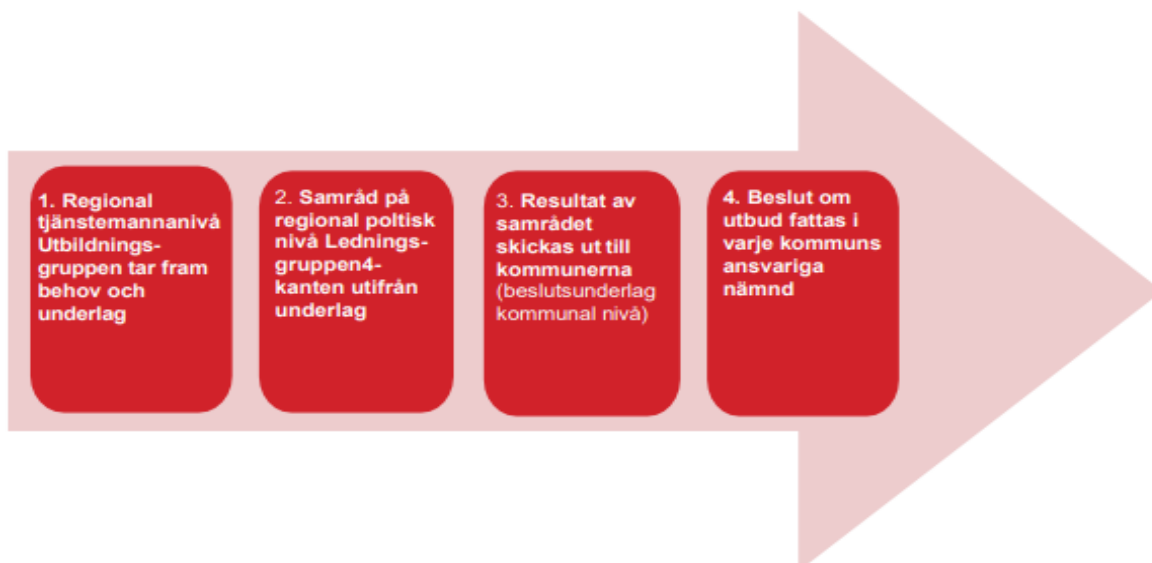 1. Regional
tjänstemannanivå
Utbildnings-
gruppen tar fram
behov och
underlag
2. Samråd på
regional poltisk
nivå Lednings-
gruppen4-
kanten utifrån
underlag
3. Resultat av
samrådet
skickas ut till
kommunerna
(beslutsunderlag
kommunal nivå)
4. Beslut om
utbud fattas i
varje kommuns
ansvariga
nämnd